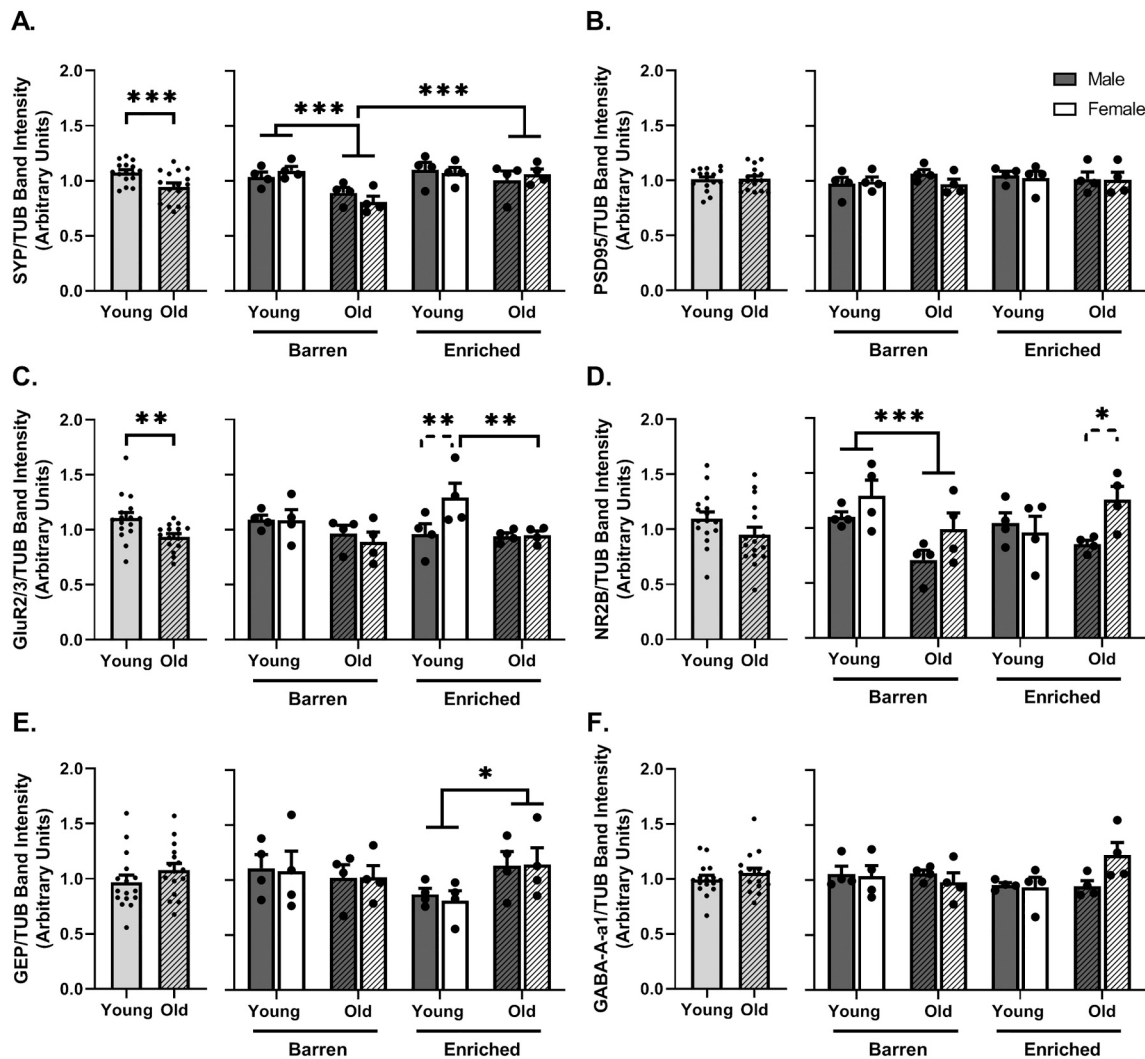 A.
SYP/TUB Band Intensity
(Arbitrary Units)
2.0
1.5
1.0
0.5
0.0
***
Young Old
*** ***
Young Old Young Old
Barren Enriched
B.
PSD95/TUB Band Intensity
(Arbitrary Units)
2.0
1.5
1.0
0.5
0.0
Young Old
Male
Female
Young Old Young Old
Barren Enriched
C.
GluR2/3/TUB Band Intensity
(Arbitrary Units)
2.0
1.5
1.0
0.5
0.0
**
Young Old
** **
Young Old Young Old
Barren Enriched
D.
NR2B/TUB Band Intensity
(Arbitrary Units)
2.0
1.5
1.0
0.5
0.0
Young Old
*** *
Young Old Young Old
Barren Enriched
E.
GEP/TUB Band Intensity
(Arbitrary Units)
2.0
1.5
1.0
0.5
0.0
Young Old
*
Young Old Young Old
Barren Enriched
F.
GABA-A-a1/TUB Band Intensity
(Arbitrary Units)
2.0
1.5
1.0
0.5
0.0
Young Old
Young Old Young Old
Barren Enriched